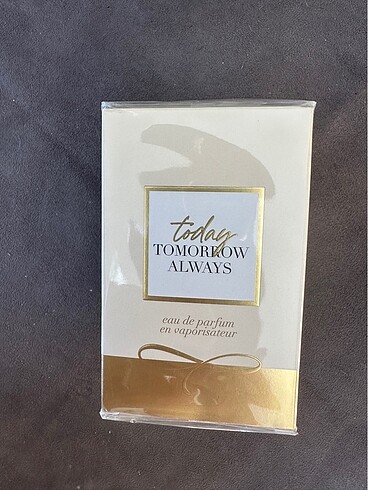 today
TOMORROW
ALWAYS
eau de parfum
en vaporisateur